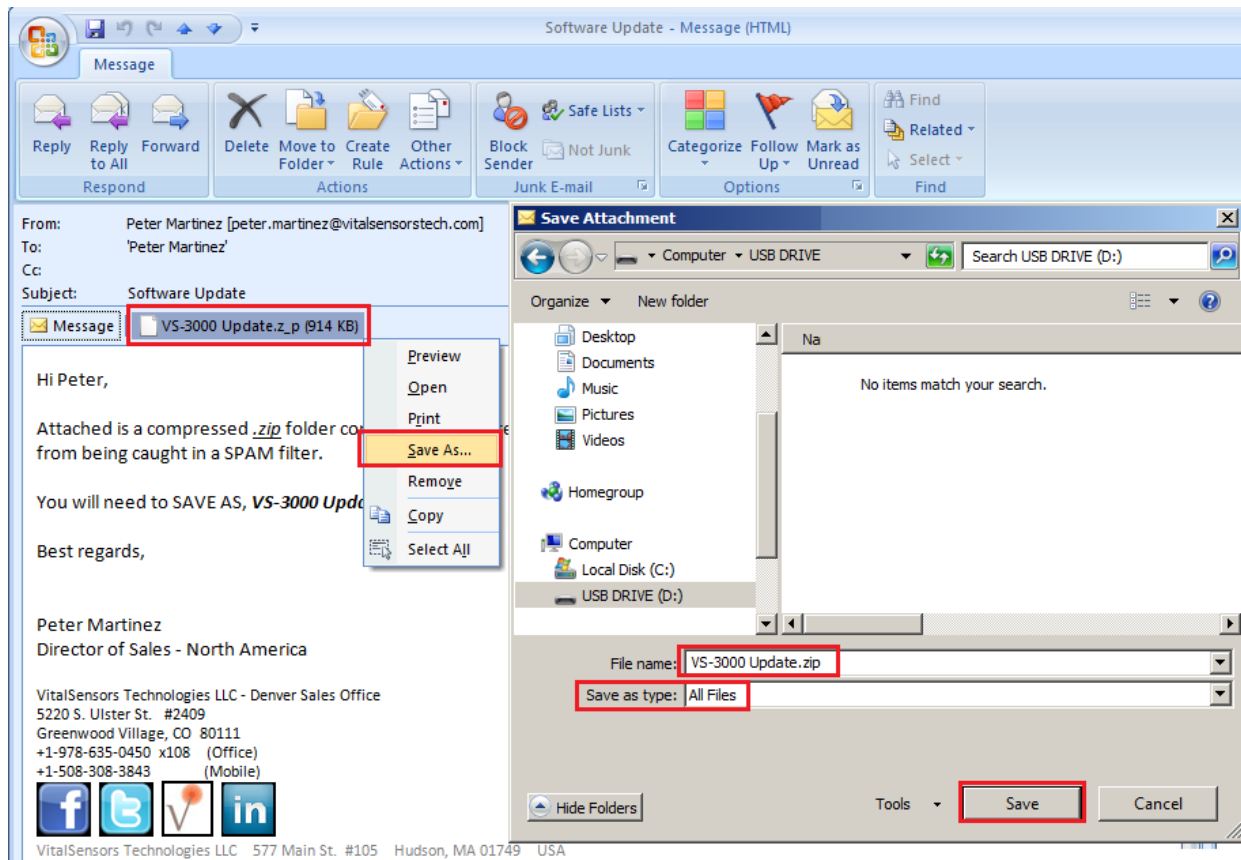 Software Update - Message (HTML)
Message
Reply
Reply to All
Forward
Respond
Delete
Move to Folder
Create Rule
Other Actions
Actions
Block Sender
Safe Lists
Not Junk
Junk E-mail
Categorize
Follow Up
Mark as Unread
Options
Find
Related
Select
Find
From: Peter Martinez [peter.martinez@vitalsensorstech.com]
To: 'Peter Martinez'
Cc:
Subject: Software Update
Message
VS-3000 Update.z_p (914 KB)
Hi Peter,
Attached is a compressed .zip folder
from being caught in a SPAM filter.
You will need to SAVE AS, VS-3000
Best regards,
Peter Martinez
Director of Sales - North America
VitalSensors Technologies LLC - Denver Sales Office
5220 S. Ulster St. #2409
Greenwood Village, CO 80111
+1-978-635-0450 x108 (Office)
+1-508-308-3843 (Mobile)
f t v in
VitalSensors Technologies LLC 577 Main St. #105 Hudson, MA 01749 USA
Preview
Open
Print
Save As...
Remove
Copy
Select All
Save Attachment
Computer USB DRIVE
Search USB DRIVE (D:)
Organize New folder
Desktop
Documents
Music
Pictures
Videos
Homegroup
Computer
Local Disk (C:)
USB DRIVE (D:)
Na
No items match your search.
File name: VS-3000 Update.zip
Save as type: All Files
Hide Folders
Tools
Save
Cancel